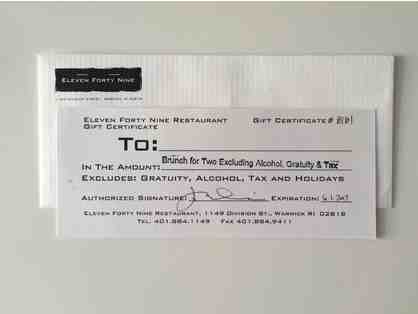 Eleven Forty Nine
Eleven Forty Nine Restaurant Gift Certificate #
Gift Certificate
To:
In the Amount: Brunch for Two Excluding Alcohol, Gratuity & Tax
Excludes: Gratuity, Alcohol, Tax and Holidays
Authorized Signature: Expiration:
Eleven Forty Nine Restaurant, 1149 Division St., Warwick RI 02818
Tel. 401.884.1149 Fax 401.884.9411